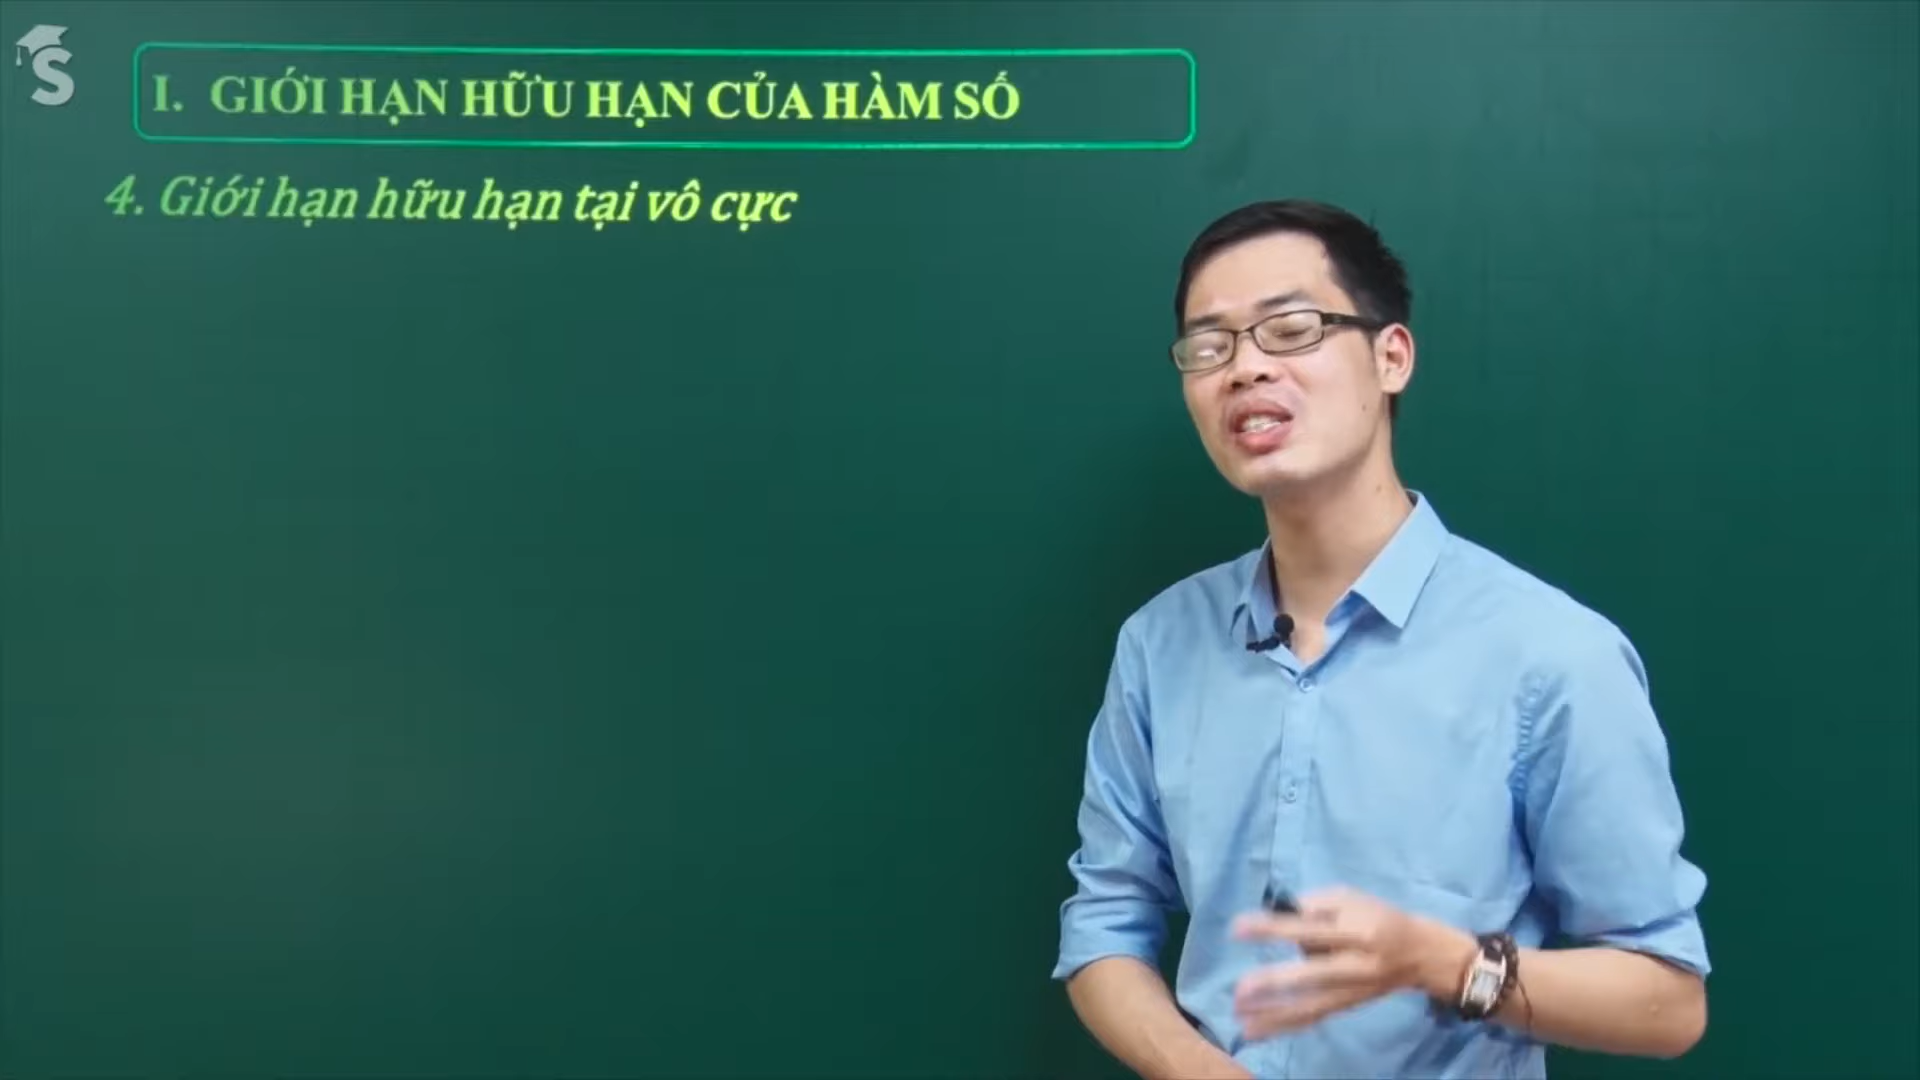 I. GIỚI HẠN HỮU HẠN CỦA HÀM SỐ
4. Giới hạn hữu hạn tại vô cực